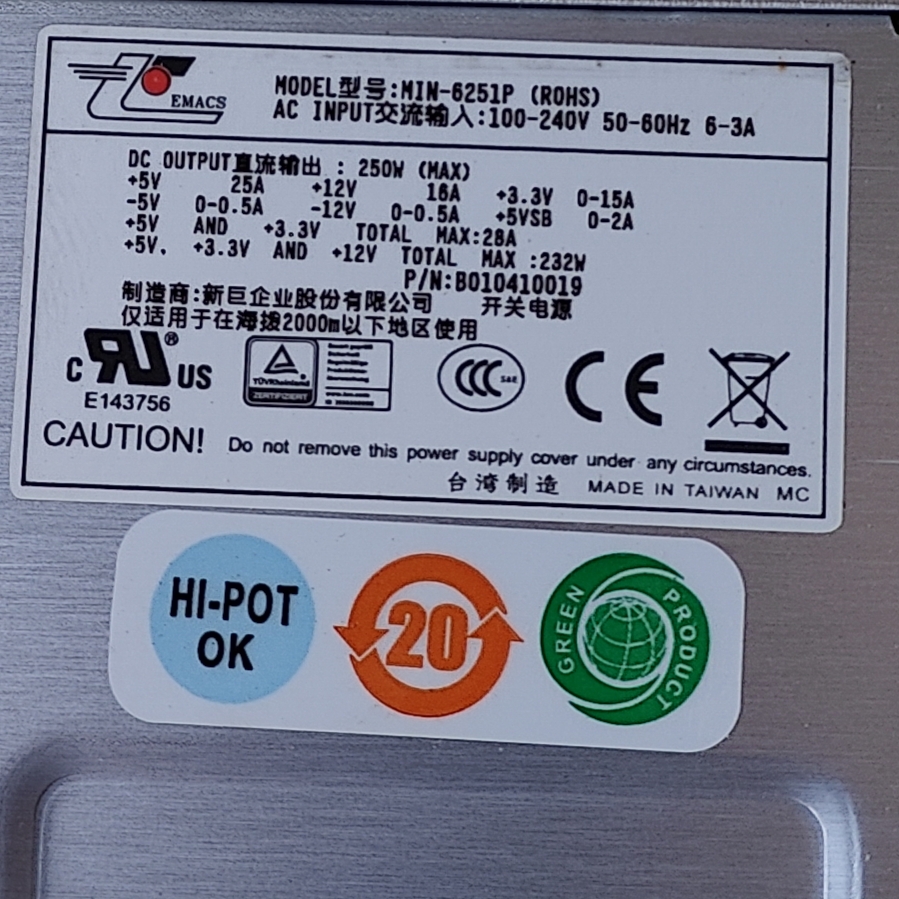 EMACS
MODEL型号:MIN-6251P (ROHS)
AC INPUT交流输入:100-240V 50-60Hz 6-3A
DC OUTPUT直流输出 : 250W (MAX)
+5V 25A +12V 16A +3.3V 0-15A
-5V 0-0.5A -12V 0-0.5A +5VSB 0-2A
+5V AND +3.3V TOTAL MAX:28A
+5V. +3.3V AND +12V TOTAL MAX :232W
P/N:B010410019
制造商:新巨企业股份有限公司 开关电源
仅适用于在海拨2000m以下地区使用
c RU ® US
E143756
TÜVRheinland
ZERTIFIZIERT
CCC S&E
CE
CAUTION! Do not remove this power supply cover under any circumstances.
台湾制造 MADE IN TAIWAN MC
HI-POT
OK
20
GREEN PRODUCT